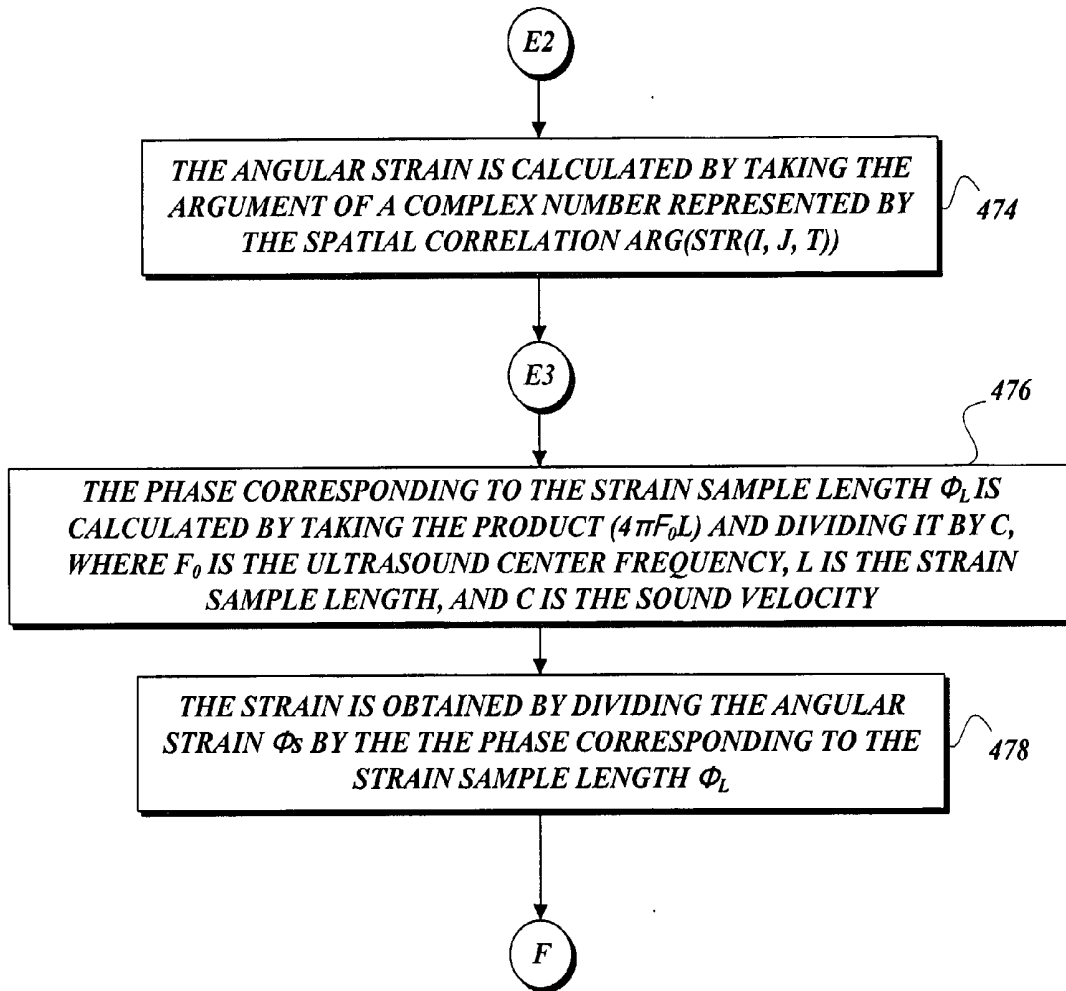 E2
THE ANGULAR STRAIN IS CALCULATED BY TAKING THE
ARGUMENT OF A COMPLEX NUMBER REPRESENTED BY
THE SPATIAL CORRELATION ARG(STR(I, J, T))
474
E3
476
THE PHASE CORRESPONDING TO THE STRAIN SAMPLE LENGTH Φ_L IS
CALCULATED BY TAKING THE PRODUCT (4πF₀L) AND DIVIDING IT BY C,
WHERE F₀ IS THE ULTRASOUND CENTER FREQUENCY, L IS THE STRAIN
SAMPLE LENGTH, AND C IS THE SOUND VELOCITY
THE STRAIN IS OBTAINED BY DIVIDING THE ANGULAR
STRAIN Φs BY THE THE PHASE CORRESPONDING TO THE
STRAIN SAMPLE LENGTH Φ_L
478
F